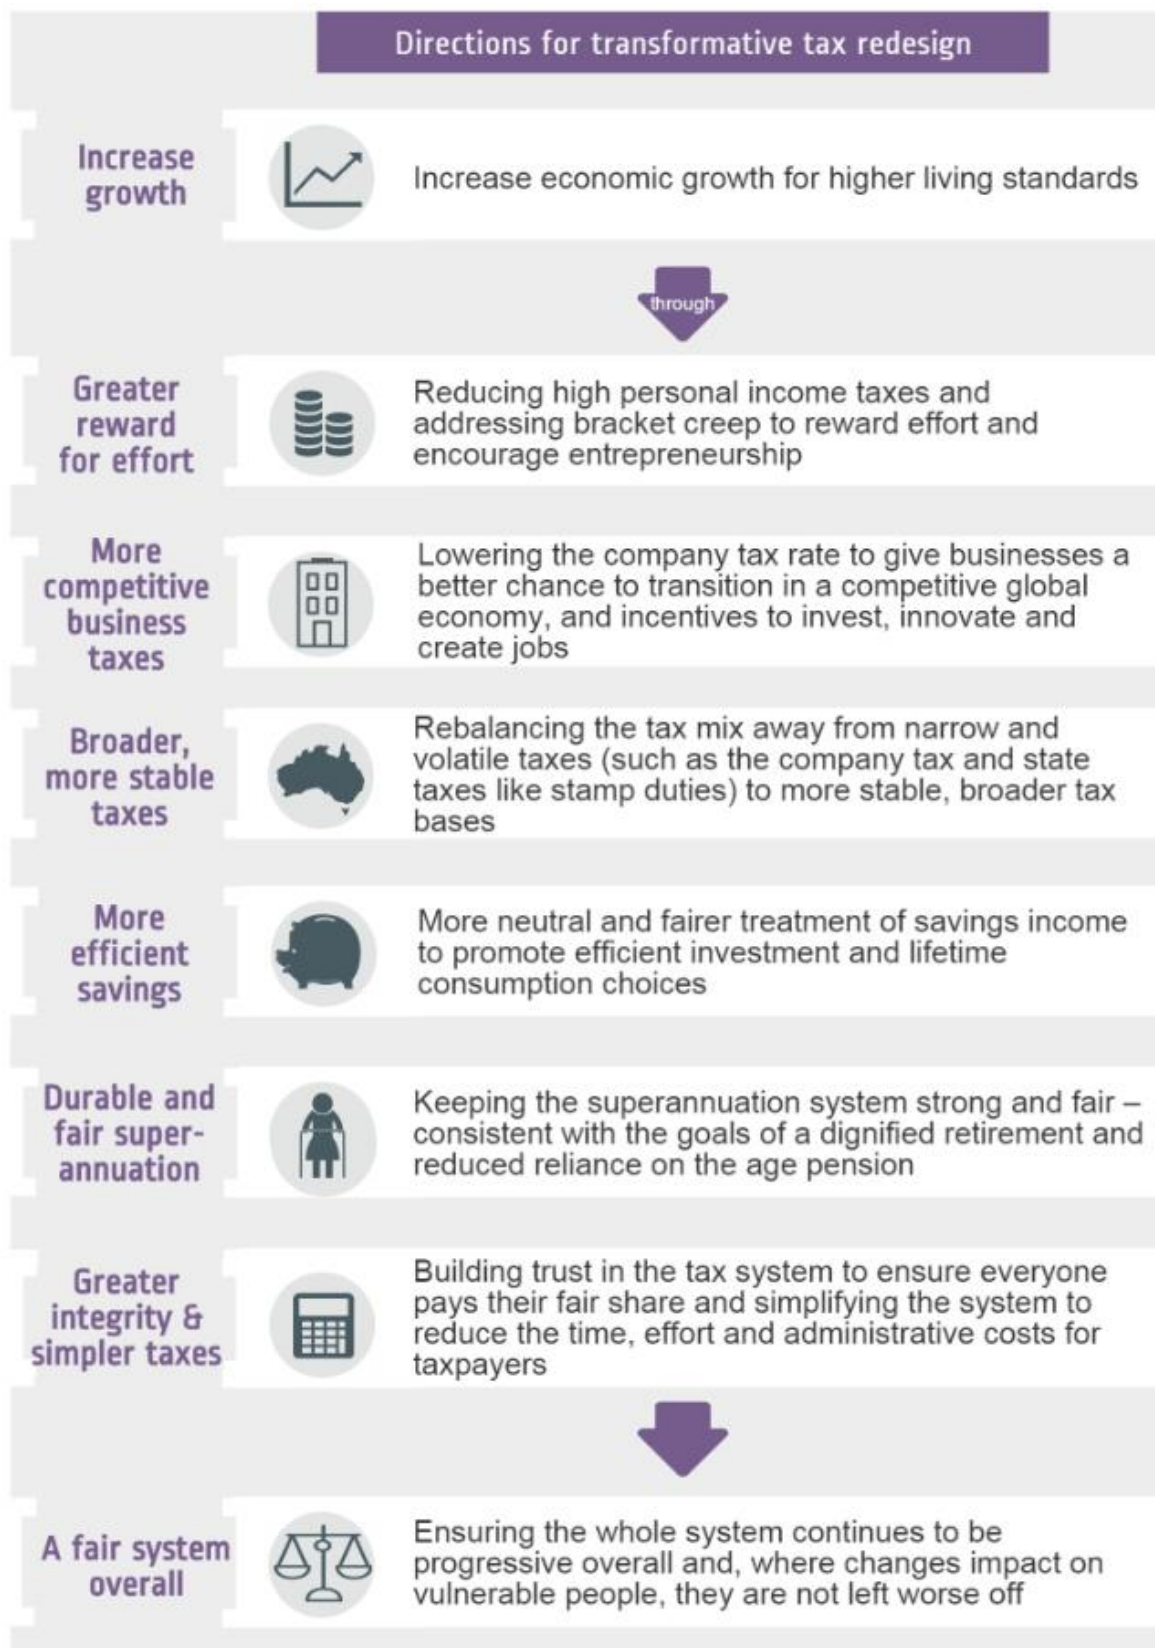 Directions for transformative tax redesign
Increase
growth
Increase economic growth for higher living standards
through
Greater
reward
for effort
Reducing high personal income taxes and
addressing bracket creep to reward effort and
encourage entrepreneurship
More
competitive
business
taxes
Lowering the company tax rate to give businesses a
better chance to transition in a competitive global
economy, and incentives to invest, innovate and
create jobs
Broader,
more stable
taxes
Rebalancing the tax mix away from narrow and
volatile taxes (such as the company tax and state
taxes like stamp duties) to more stable, broader tax
bases
More
efficient
savings
More neutral and fairer treatment of savings income
to promote efficient investment and lifetime
consumption choices
Durable and
fair super-
annuation
Keeping the superannuation system strong and fair –
consistent with the goals of a dignified retirement and
reduced reliance on the age pension
Greater
integrity &
simpler taxes
Building trust in the tax system to ensure everyone
pays their fair share and simplifying the system to
reduce the time, effort and administrative costs for
taxpayers
A fair system
overall
Ensuring the whole system continues to be
progressive overall and, where changes impact on
vulnerable people, they are not left worse off